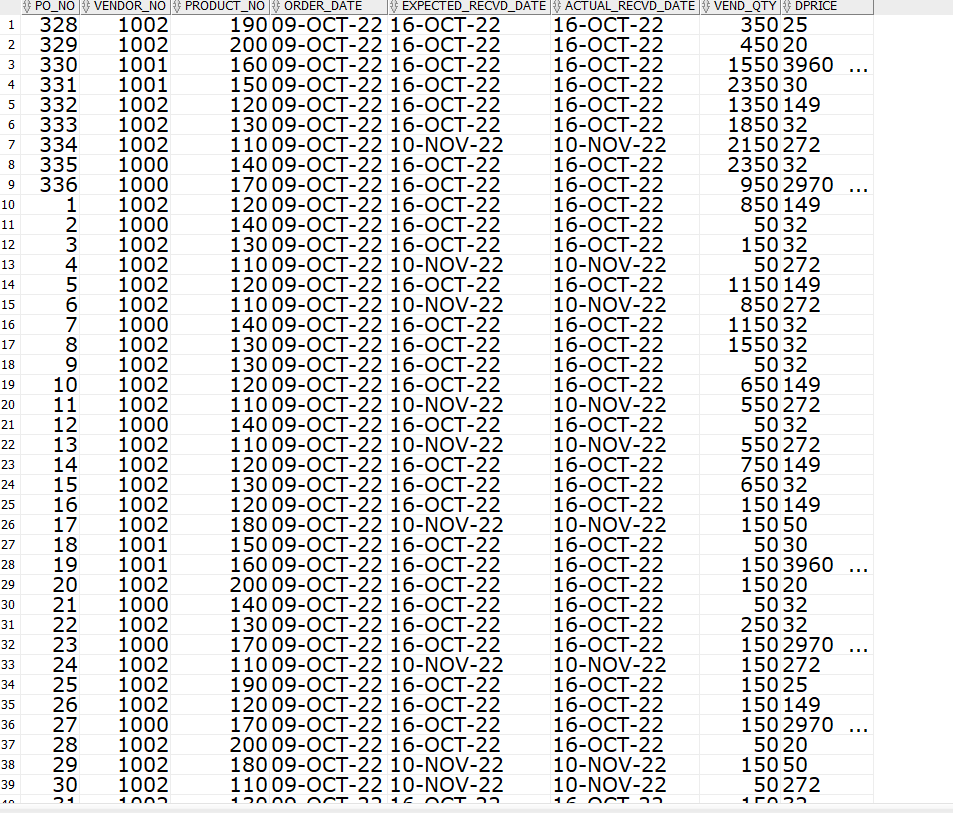 PO_NO VENDOR_NO PRODUCT_NO ORDER_DATE EXPECTED_RECVD_DATE ACTUAL_RECVD_DATE VEND_QTY DPRICE
1 328 1002 190 09-OCT-22 16-OCT-22 16-OCT-22 350 25
2 329 1002 200 09-OCT-22 16-OCT-22 16-OCT-22 450 20
3 330 1001 160 09-OCT-22 16-OCT-22 16-OCT-22 1550 3960 ...
4 331 1001 150 09-OCT-22 16-OCT-22 16-OCT-22 2350 30
5 332 1002 120 09-OCT-22 16-OCT-22 16-OCT-22 1350 149
6 333 1002 130 09-OCT-22 16-OCT-22 16-OCT-22 1850 32
7 334 1002 110 09-OCT-22 10-NOV-22 10-NOV-22 2150 272
8 335 1000 140 09-OCT-22 16-OCT-22 16-OCT-22 2350 32
9 336 1000 170 09-OCT-22 16-OCT-22 16-OCT-22 950 2970 ...
10 1 1002 120 09-OCT-22 16-OCT-22 16-OCT-22 850 149
11 2 1000 140 09-OCT-22 16-OCT-22 16-OCT-22 50 32
12 3 1002 130 09-OCT-22 16-OCT-22 16-OCT-22 150 32
13 4 1002 110 09-OCT-22 10-NOV-22 10-NOV-22 50 272
14 5 1002 120 09-OCT-22 16-OCT-22 16-OCT-22 1150 149
15 6 1002 110 09-OCT-22 10-NOV-22 10-NOV-22 850 272
16 7 1000 140 09-OCT-22 16-OCT-22 16-OCT-22 1150 32
17 8 1002 130 09-OCT-22 16-OCT-22 16-OCT-22 1550 32
18 9 1002 130 09-OCT-22 16-OCT-22 16-OCT-22 50 32
19 10 1002 120 09-OCT-22 16-OCT-22 16-OCT-22 650 149
20 11 1002 110 09-OCT-22 10-NOV-22 10-NOV-22 550 272
21 12 1000 140 09-OCT-22 16-OCT-22 16-OCT-22 50 32
22 13 1002 110 09-OCT-22 10-NOV-22 10-NOV-22 550 272
23 14 1002 120 09-OCT-22 16-OCT-22 16-OCT-22 750 149
24 15 1002 130 09-OCT-22 16-OCT-22 16-OCT-22 650 32
25 16 1002 120 09-OCT-22 16-OCT-22 16-OCT-22 150 149
26 17 1002 180 09-OCT-22 10-NOV-22 10-NOV-22 150 50
27 18 1001 150 09-OCT-22 16-OCT-22 16-OCT-22 50 30
28 19 1001 160 09-OCT-22 16-OCT-22 16-OCT-22 150 3960 ...
29 20 1002 200 09-OCT-22 16-OCT-22 16-OCT-22 150 20
30 21 1000 140 09-OCT-22 16-OCT-22 16-OCT-22 50 32
31 22 1002 130 09-OCT-22 16-OCT-22 16-OCT-22 250 32
32 23 1000 170 09-OCT-22 16-OCT-22 16-OCT-22 150 2970 ...
33 24 1002 110 09-OCT-22 10-NOV-22 10-NOV-22 150 272
34 25 1002 190 09-OCT-22 16-OCT-22 16-OCT-22 150 25
35 26 1002 120 09-OCT-22 16-OCT-22 16-OCT-22 150 149
36 27 1000 170 09-OCT-22 16-OCT-22 16-OCT-22 150 2970 ...
37 28 1002 200 09-OCT-22 16-OCT-22 16-OCT-22 50 20
38 29 1002 180 09-OCT-22 10-NOV-22 10-NOV-22 150 50
39 30 1002 110 09-OCT-22 10-NOV-22 10-NOV-22 50 272